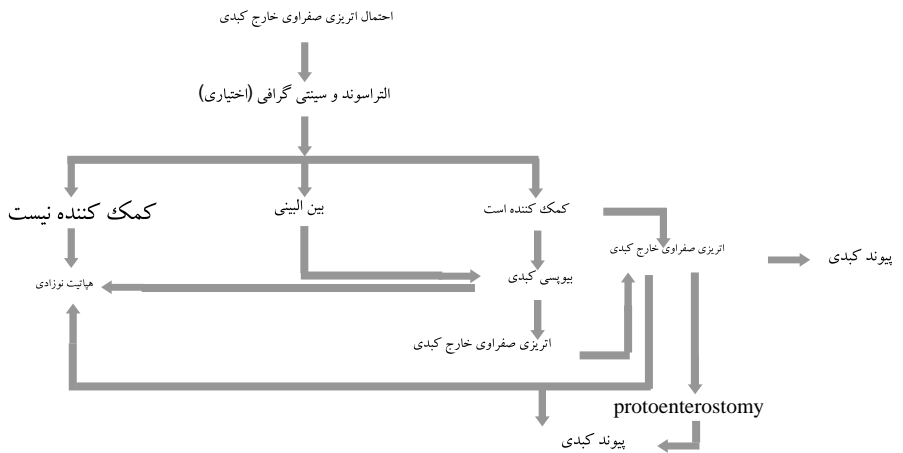 احتمال اتریزی صفراوی خارج کبدی
التراسوند و سینتی گرافی (اختیاری)
کمک کننده است
بین البینی
کمک کننده نیست
اتریزی صفراوی خارج کبدی
پیوند کبدی
بیوپسی کبدی
هپاتیت نوزادی
اتریزی صفراوی خارج کبدی
protoenterostomy
پیوند کبدی